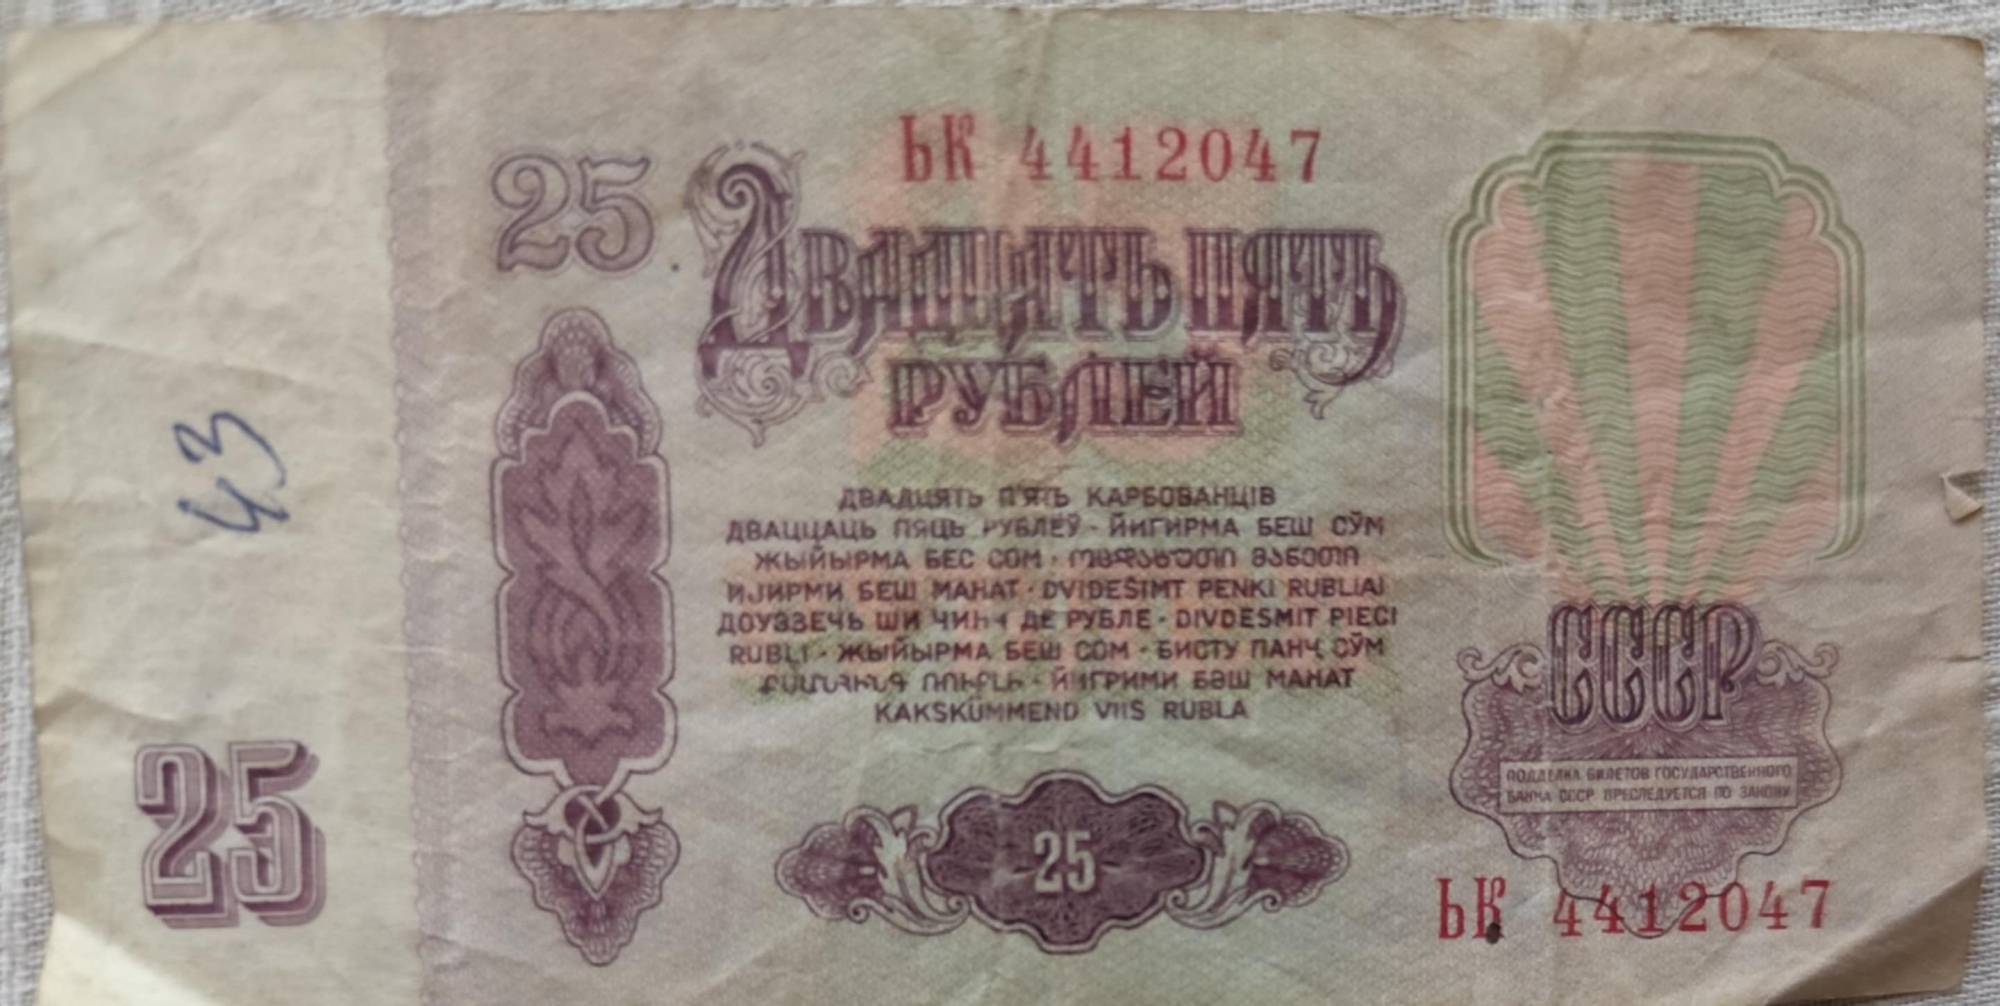 ЬК 4412047
25
Двадцать пять
рублей
ДВАДЦЯТЬ П'ЯТЬ КАРБОВАНЦІВ
ДВАЦЦАЦЬ ПЯЦЬ РУБЛЁЎ · ЙИГИРМА БЕШ СЎМ
ЖЫЙЫРМА БЕС СОМ · ᲝᲪᲓᲐᲮᲣᲗᲘ ᲛᲐᲜᲔᲗᲘ
ИЈИРМИ БЕШ МАНАТ · DVIDEŠIMT PENKI RUBLIAI
ДОУЭЗЕЧЬ ШИ ЧИНЧ ДЕ РУБЛЕ · DIVDESMIT PIECI
RUBĻI · ЖЫЙЫРМА БЕШ СОМ · БИСТУ ПАНҶ СЎМ
ՔՍԱՆՀԻՆԳ ՌՈՒԲԼԻ · ЙИГРИМИ БӘШ МАНАТ
KAKSKÜMMEND VIIS RUBLA
43
25
25
СССР
ПОДДЕЛКА БИЛЕТОВ ГОСУДАРСТВЕННОГО
БАНКА СССР ПРЕСЛЕДУЕТСЯ ПО ЗАКОНУ
ЬК 4412047